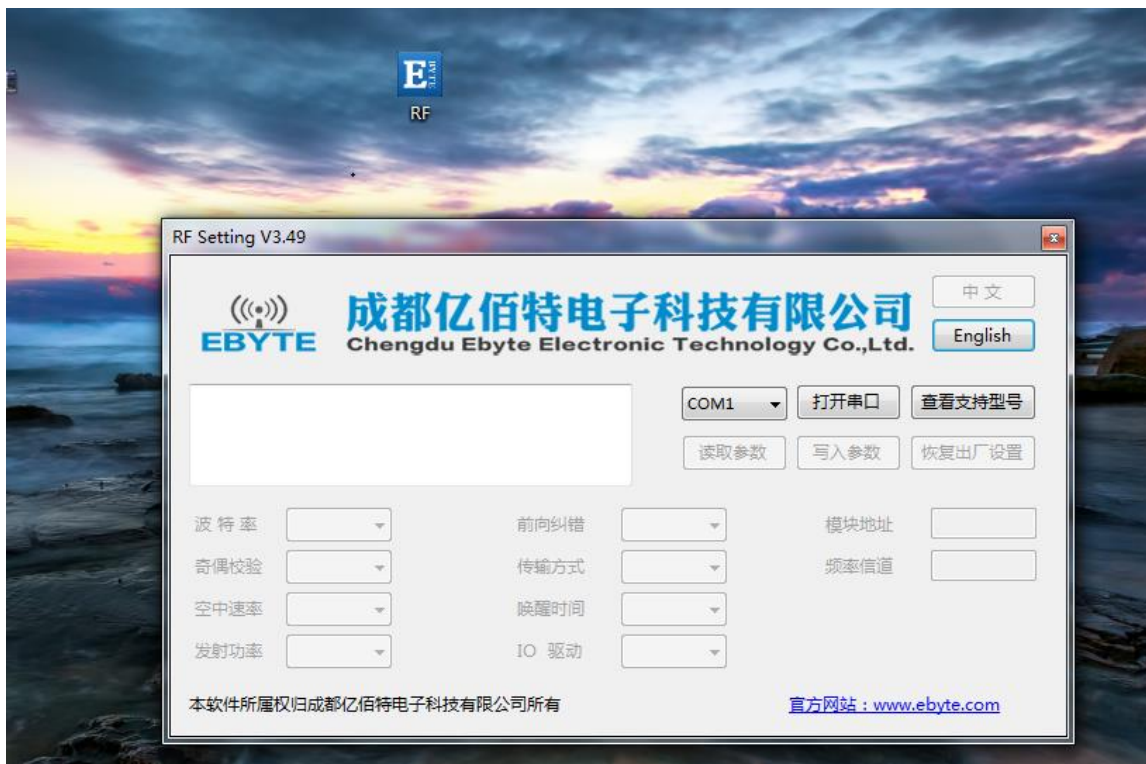 E BYTE
RF
RF Setting V3.49
EBYTE
成都亿佰特电子科技有限公司
Chengdu Ebyte Electronic Technology Co.,Ltd.
中文
English
COM1 打开串口 查看支持型号
读取参数 写入参数 恢复出厂设置
波特率 前向纠错 模块地址
奇偶校验 传输方式 频率信道
空中速率 唤醒时间
发射功率 IO 驱动
本软件所属权归成都亿佰特电子科技有限公司所有 官方网站：www.ebyte.com